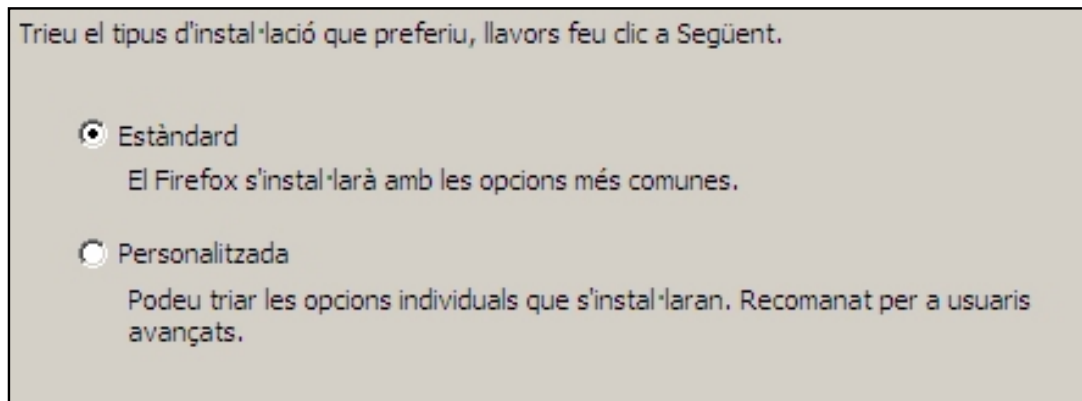 Trieu el tipus d'instal·lació que preferiu, llavors feu clic a Següent.
Estàndard
El Firefox s'instal·larà amb les opcions més comunes.
Personalitzada
Podeu triar les opcions individuals que s'instal·laran. Recomanat per a usuaris
avançats.